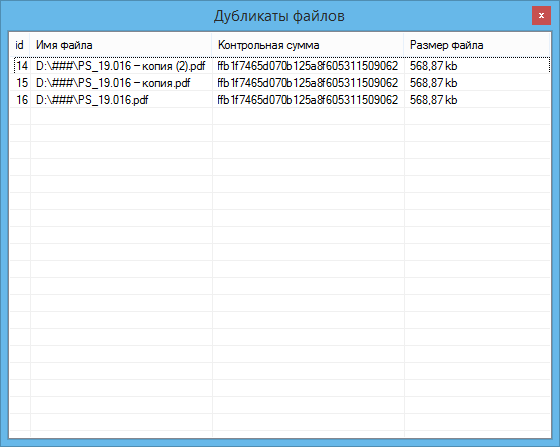 Дубликаты файлов
x
id Имя файла Контрольная сумма Размер файла
14 D:\###\PS_19.016 – копия (2).pdf ffb1f7465d070b125a8f605311509062 568,87 kb
15 D:\###\PS_19.016 – копия.pdf ffb1f7465d070b125a8f605311509062 568,87 kb
16 D:\###\PS_19.016.pdf ffb1f7465d070b125a8f605311509062 568,87 kb